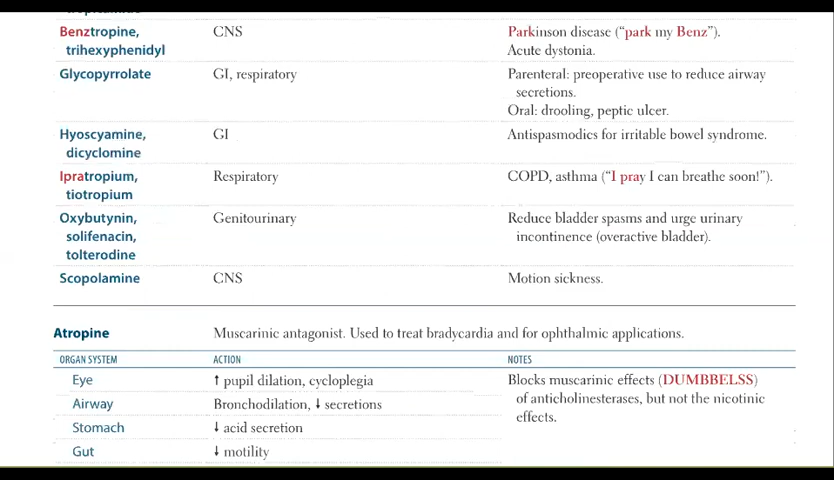 Benztropine, CNS Parkinson disease (“park my Benz”).
trihexyphenidyl Acute dystonia.
Glycopyrrolate GI, respiratory Parenteral: preoperative use to reduce airway
secretions.
Oral: drooling, peptic ulcer.
Hyoscyamine, GI Antispasmodics for irritable bowel syndrome.
dicyclomine
Ipratropium, Respiratory COPD, asthma (“I pray I can breathe soon!”).
tiotropium
Oxybutynin, Genitourinary Reduce bladder spasms and urge urinary
solifenacin, incontinence (overactive bladder).
tolterodine
Scopolamine CNS Motion sickness.
Atropine Muscarinic antagonist. Used to treat bradycardia and for ophthalmic applications.
ORGAN SYSTEM ACTION NOTES
Eye ↑ pupil dilation, cycloplegia Blocks muscarinic effects (DUMBBELSS)
Airway Bronchodilation, ↓ secretions of anticholinesterases, but not the nicotinic
effects.
Stomach ↓ acid secretion
Gut ↓ motility